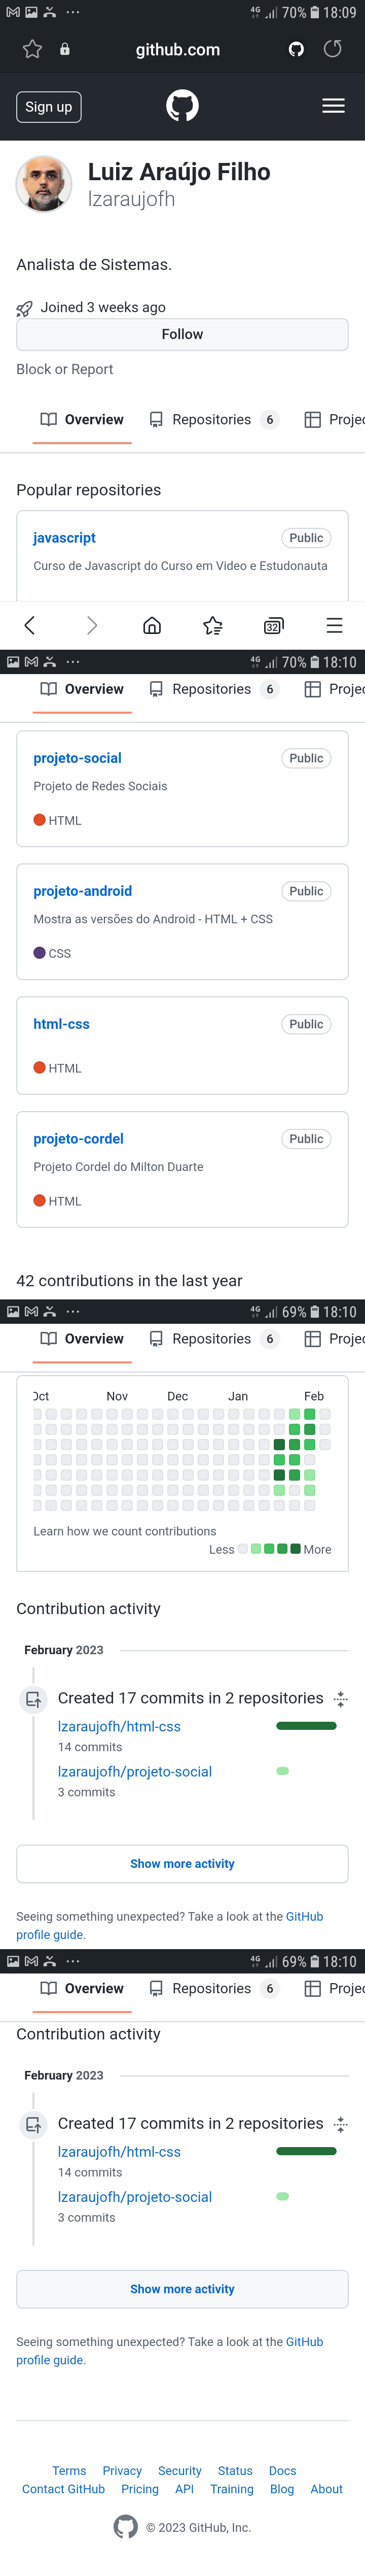 4G 70% 18:09
github.com
Sign up
Luiz Araújo Filho
lzaraujofh
Analista de Sistemas.
Joined 3 weeks ago
Follow
Block or Report
Overview Repositories 6 Projec
Popular repositories
javascript Public
Curso de Javascript do Curso em Video e Estudonauta
32
4G 70% 18:10
Overview Repositories 6 Projec
projeto-social Public
Projeto de Redes Sociais
HTML
projeto-android Public
Mostra as versões do Android - HTML + CSS
CSS
html-css Public
HTML
projeto-cordel Public
Projeto Cordel do Milton Duarte
HTML
42 contributions in the last year
4G 69% 18:10
Overview Repositories 6 Projec
Oct Nov Dec Jan Feb
Learn how we count contributions
Less More
Contribution activity
February 2023
Created 17 commits in 2 repositories
lzaraujofh/html-css
14 commits
lzaraujofh/projeto-social
3 commits
Show more activity
Seeing something unexpected? Take a look at the GitHub
profile guide.
4G 69% 18:10
Overview Repositories 6 Projec
Contribution activity
February 2023
Created 17 commits in 2 repositories
lzaraujofh/html-css
14 commits
lzaraujofh/projeto-social
3 commits
Show more activity
Seeing something unexpected? Take a look at the GitHub
profile guide.
Terms Privacy Security Status Docs
Contact GitHub Pricing API Training Blog About
© 2023 GitHub, Inc.